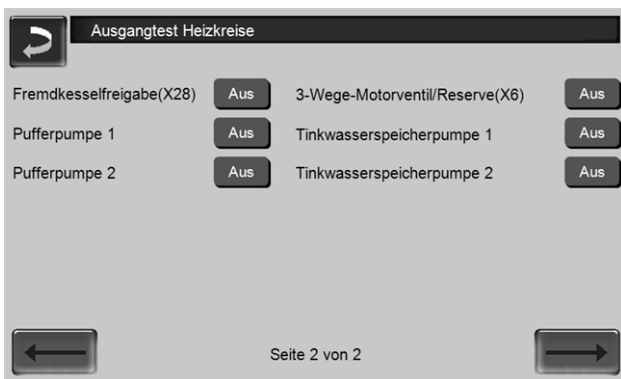 Ausgangtest Heizkreise
Fremdkesselfreigabe(X28) Aus 3-Wege-Motorventil/Reserve(X6) Aus
Pufferpumpe 1 Aus Tinkwasserspeicherpumpe 1 Aus
Pufferpumpe 2 Aus Tinkwasserspeicherpumpe 2 Aus
Seite 2 von 2